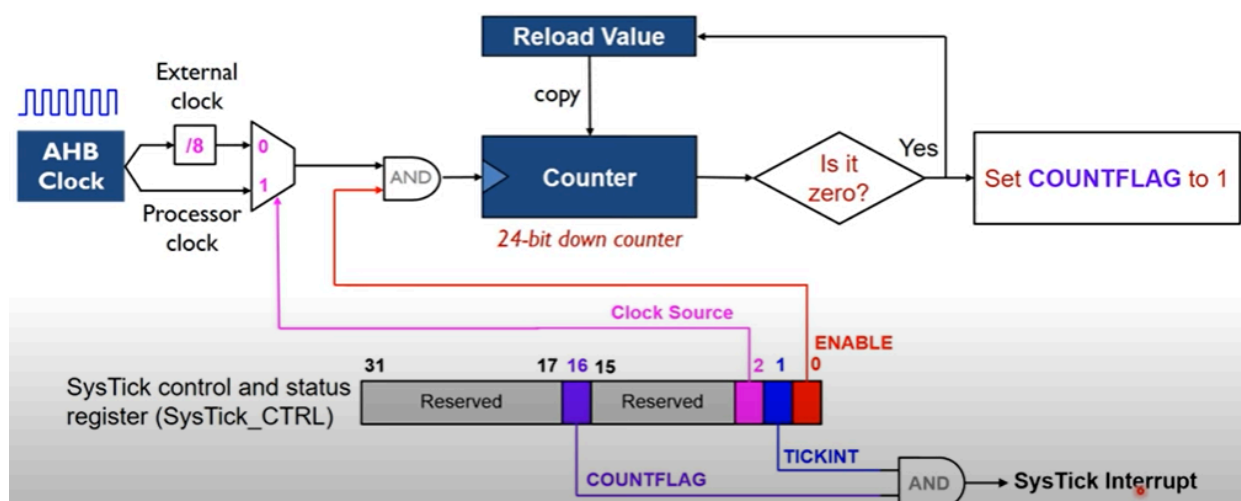 Reload Value
External
clock
copy
AHB
Clock
/8
0
1
Processor
clock
AND
Counter
24-bit down counter
Is it
zero?
Yes
Set COUNTFLAG to 1
Clock Source
ENABLE
31
17
16
15
2
1
0
SysTick control and status
register (SysTick_CTRL)
Reserved
Reserved
TICKINT
COUNTFLAG
AND
SysTick Interrupt